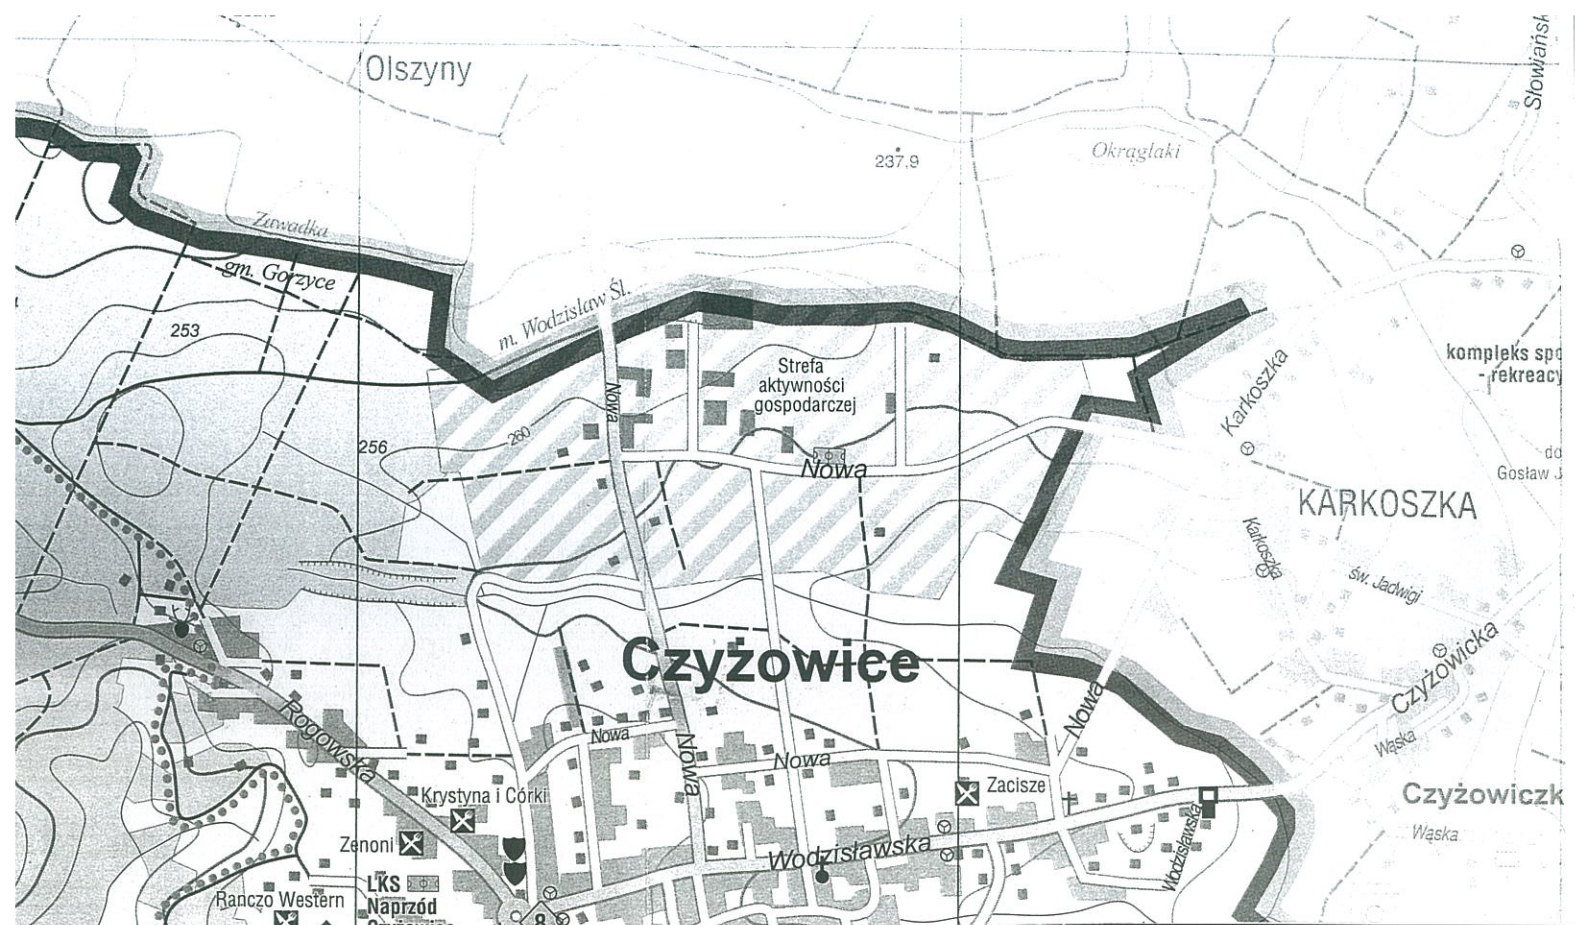 Olszyny
Słowiańsk
237,9
Okrąglaki
Zawadka
gm. Gorzyce
m. Wodzisław Śl.
253
Strefa
aktywności
gospodarczej
kompleks spo
- rekreacy
Karkoszka
Nowa
260
256
Nowa
do
Gosław J
KARKOSZKA
Karkoszka
św. Jadwigi
Czyżowice
Czyżowicka
Rogowska
Nowa
Nowa
Nowa
Nowa
Wąska
Krystyna i Córki
Zacisze
Czyżowiczk
Zenoni
Wodzisławska
Wodzisławska
Wąska
LKS
Naprzód
Ranczo Western
8